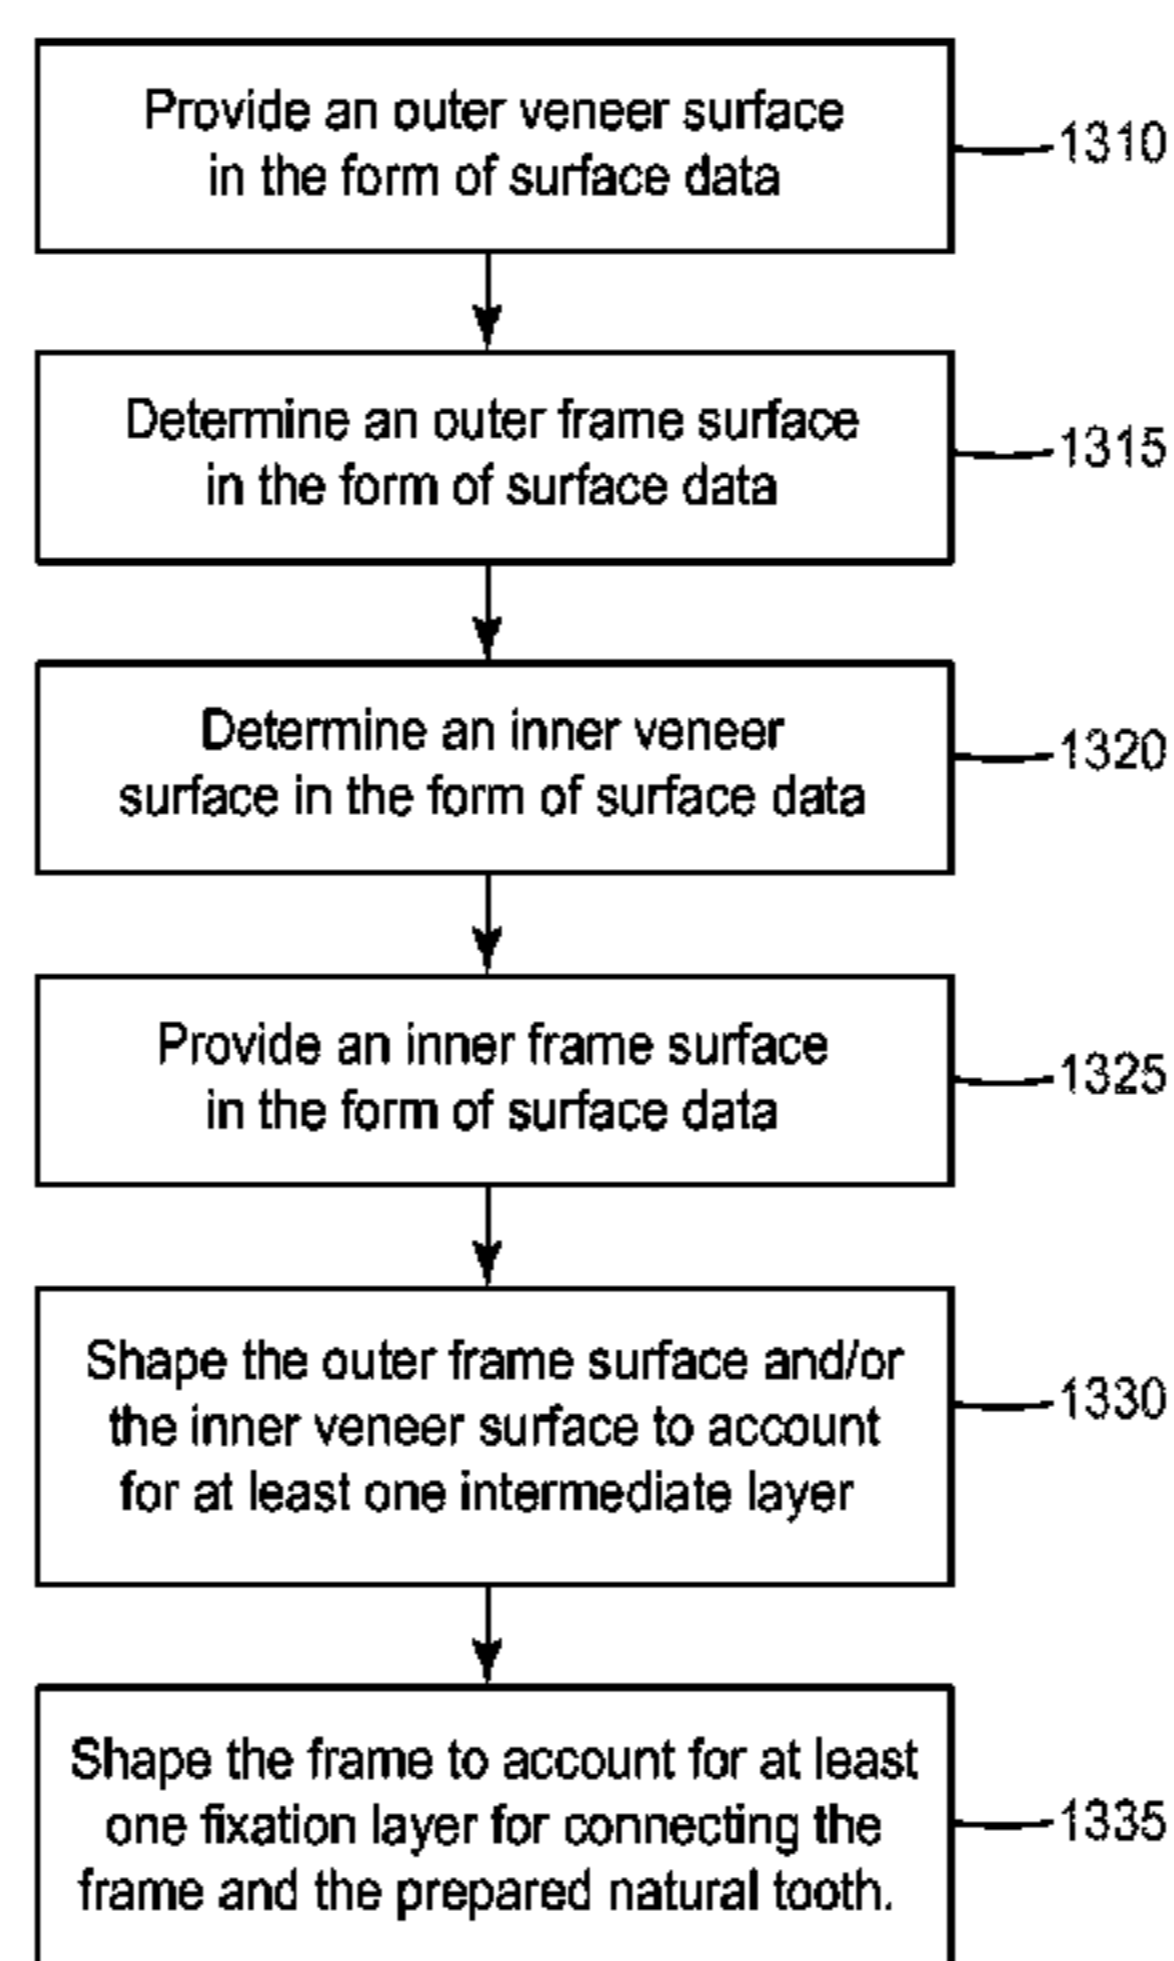 Provide an outer veneer surface
in the form of surface data
1310
Determine an outer frame surface
in the form of surface data
1315
Determine an inner veneer
surface in the form of surface data
1320
Provide an inner frame surface
in the form of surface data
1325
Shape the outer frame surface and/or
the inner veneer surface to account
for at least one intermediate layer
1330
Shape the frame to account for at least
one fixation layer for connecting the
frame and the prepared natural tooth.
1335